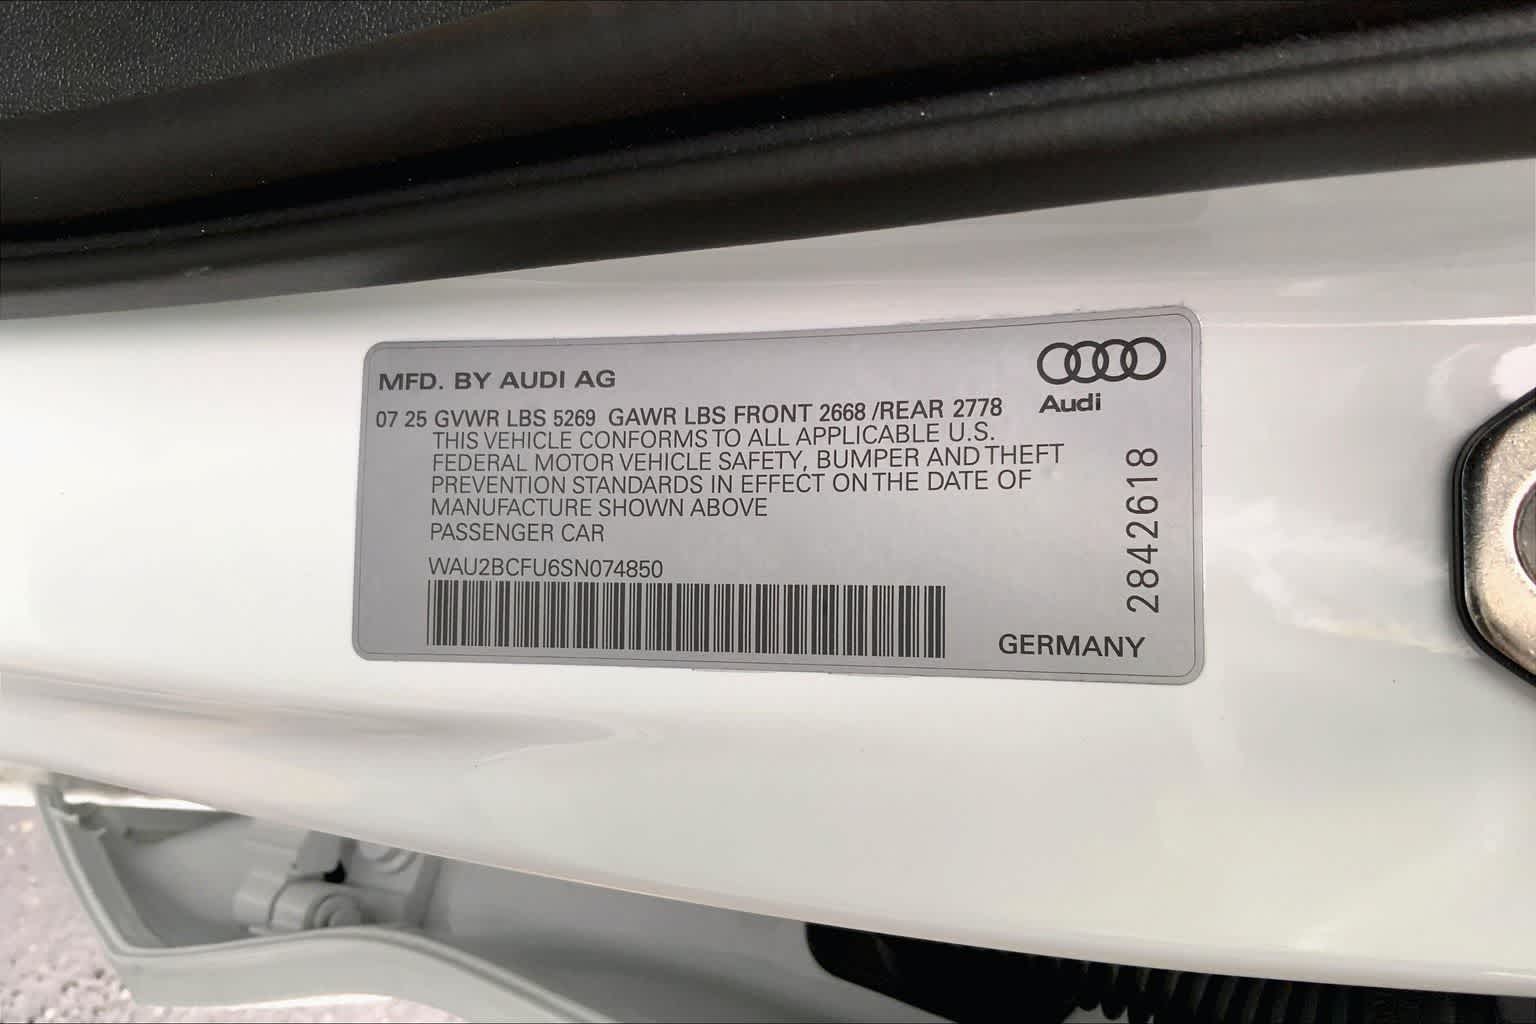 MFD. BY AUDI AG
Audi
07 25 GVWR LBS 5269 GAWR LBS FRONT 2668 /REAR 2778
THIS VEHICLE CONFORMS TO ALL APPLICABLE U.S.
FEDERAL MOTOR VEHICLE SAFETY, BUMPER AND THEFT
PREVENTION STANDARDS IN EFFECT ON THE DATE OF
MANUFACTURE SHOWN ABOVE
PASSENGER CAR
WAU2BCFU6SN074850
2842618
GERMANY